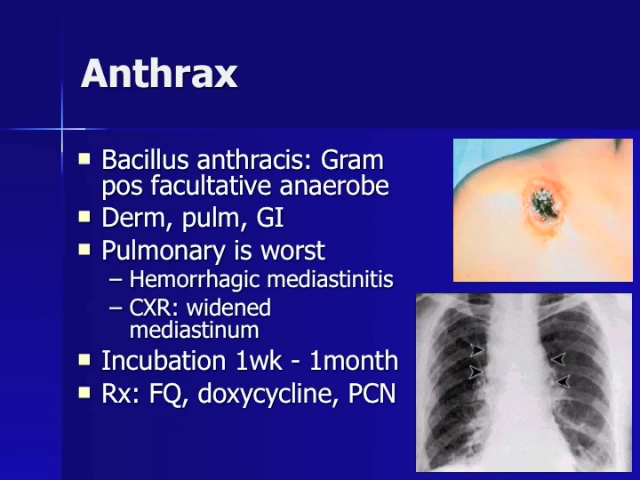 Anthrax
Bacillus anthracis: Gram
pos facultative anaerobe
Derm, pulm, GI
Pulmonary is worst
– Hemorrhagic mediastinitis
– CXR: widened
mediastinum
Incubation 1wk - 1month
Rx: FQ, doxycycline, PCN